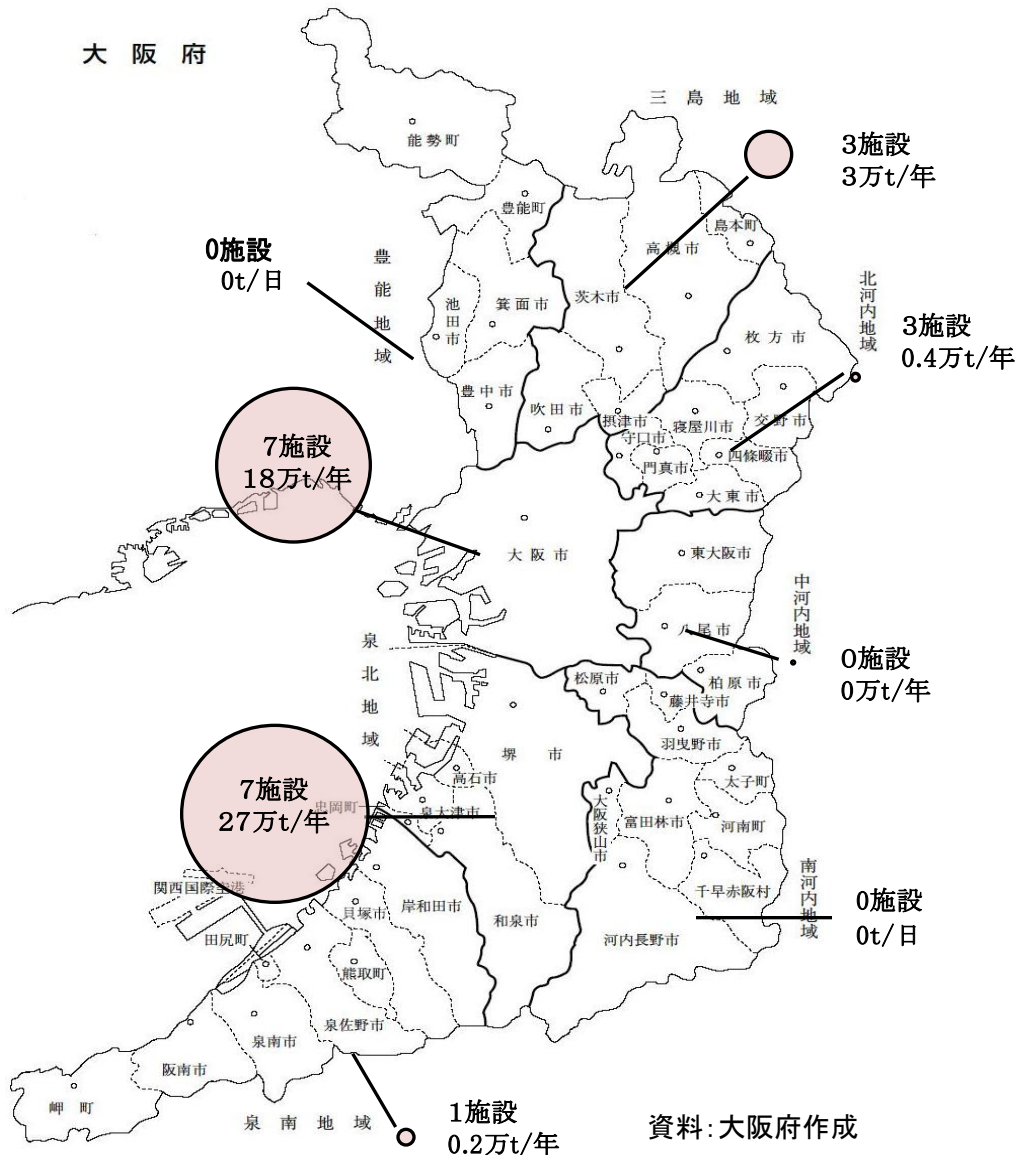 大阪府
三島地域
3施設
3万t/年
能勢町
豊能町
島本町
高槻市
0施設
0t/日
豊能地域
池田市
箕面市
茨木市
北河内地域
枚方市
3施設
0.4万t/年
豊中市
吹田市
摂津市
守口市
寝屋川市
交野市
門真市
四條畷市
大東市
7施設
18万t/年
大阪市
東大阪市
中河内地域
八尾市
0施設
0万t/年
泉北地域
松原市
柏原市
藤井寺市
羽曳野市
堺市
高石市
太子町
7施設
27万t/年
忠岡町
泉大津市
大阪狭山市
富田林市
河南町
千早赤阪村
南河内地域
0施設
0t/日
関西国際空港
貝塚市
岸和田市
和泉市
河内長野市
田尻町
熊取町
泉佐野市
泉南市
阪南市
岬町
泉南地域
1施設
0.2万t/年
資料:大阪府作成